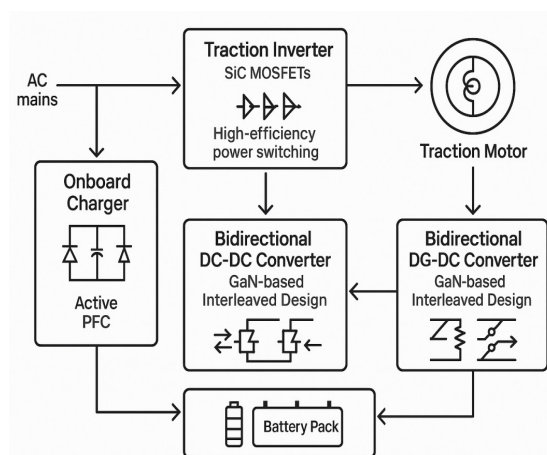 Traction Inverter
SiC MOSFETs
High-efficiency
power switching
AC
mains
Traction Motor
Onboard
Charger
Active
PFC
Bidirectional
DC-DC Converter
GaN-based
Interleaved Design
Bidirectional
DG-DC Converter
GaN-based
Interleaved Design
Battery Pack